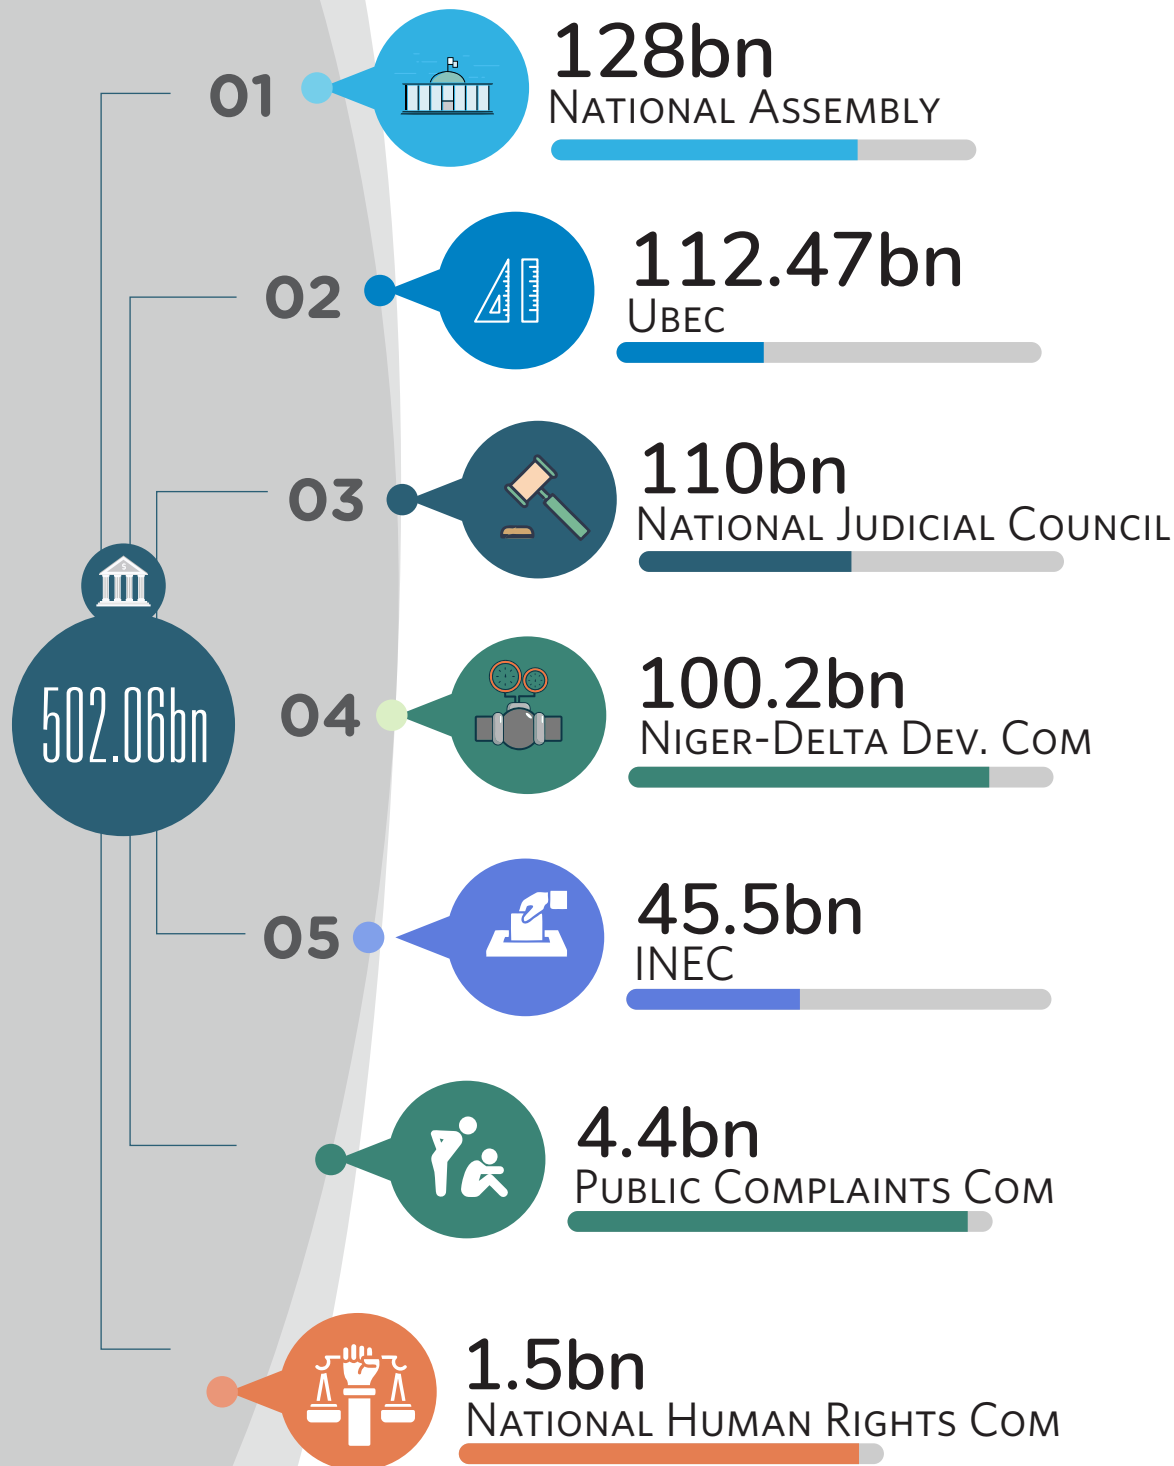 01
128bn
National Assembly
02
112.47bn
Ubec
03
110bn
National Judicial Council
502.06bn
04
100.2bn
Niger-Delta Dev. Com
05
45.5bn
INEC
4.4bn
Public Complaints Com
1.5bn
National Human Rights Com